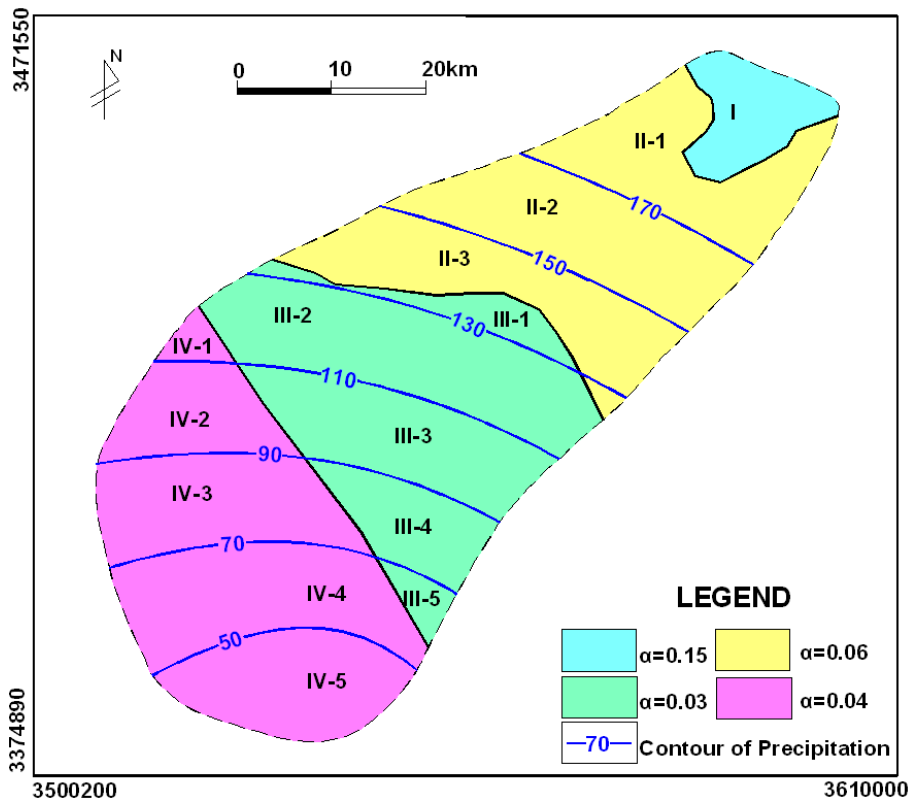 3471550
N
0 10 20km
I
II-1
II-2
170
II-3
150
III-2
III-1
130
IV-1
110
IV-2
III-3
90
IV-3
III-4
70
IV-4
III-5
50
IV-5
LEGEND
α=0.15 α=0.06
α=0.03 α=0.04
70 Contour of Precipitation
3374890
3500200 3610000